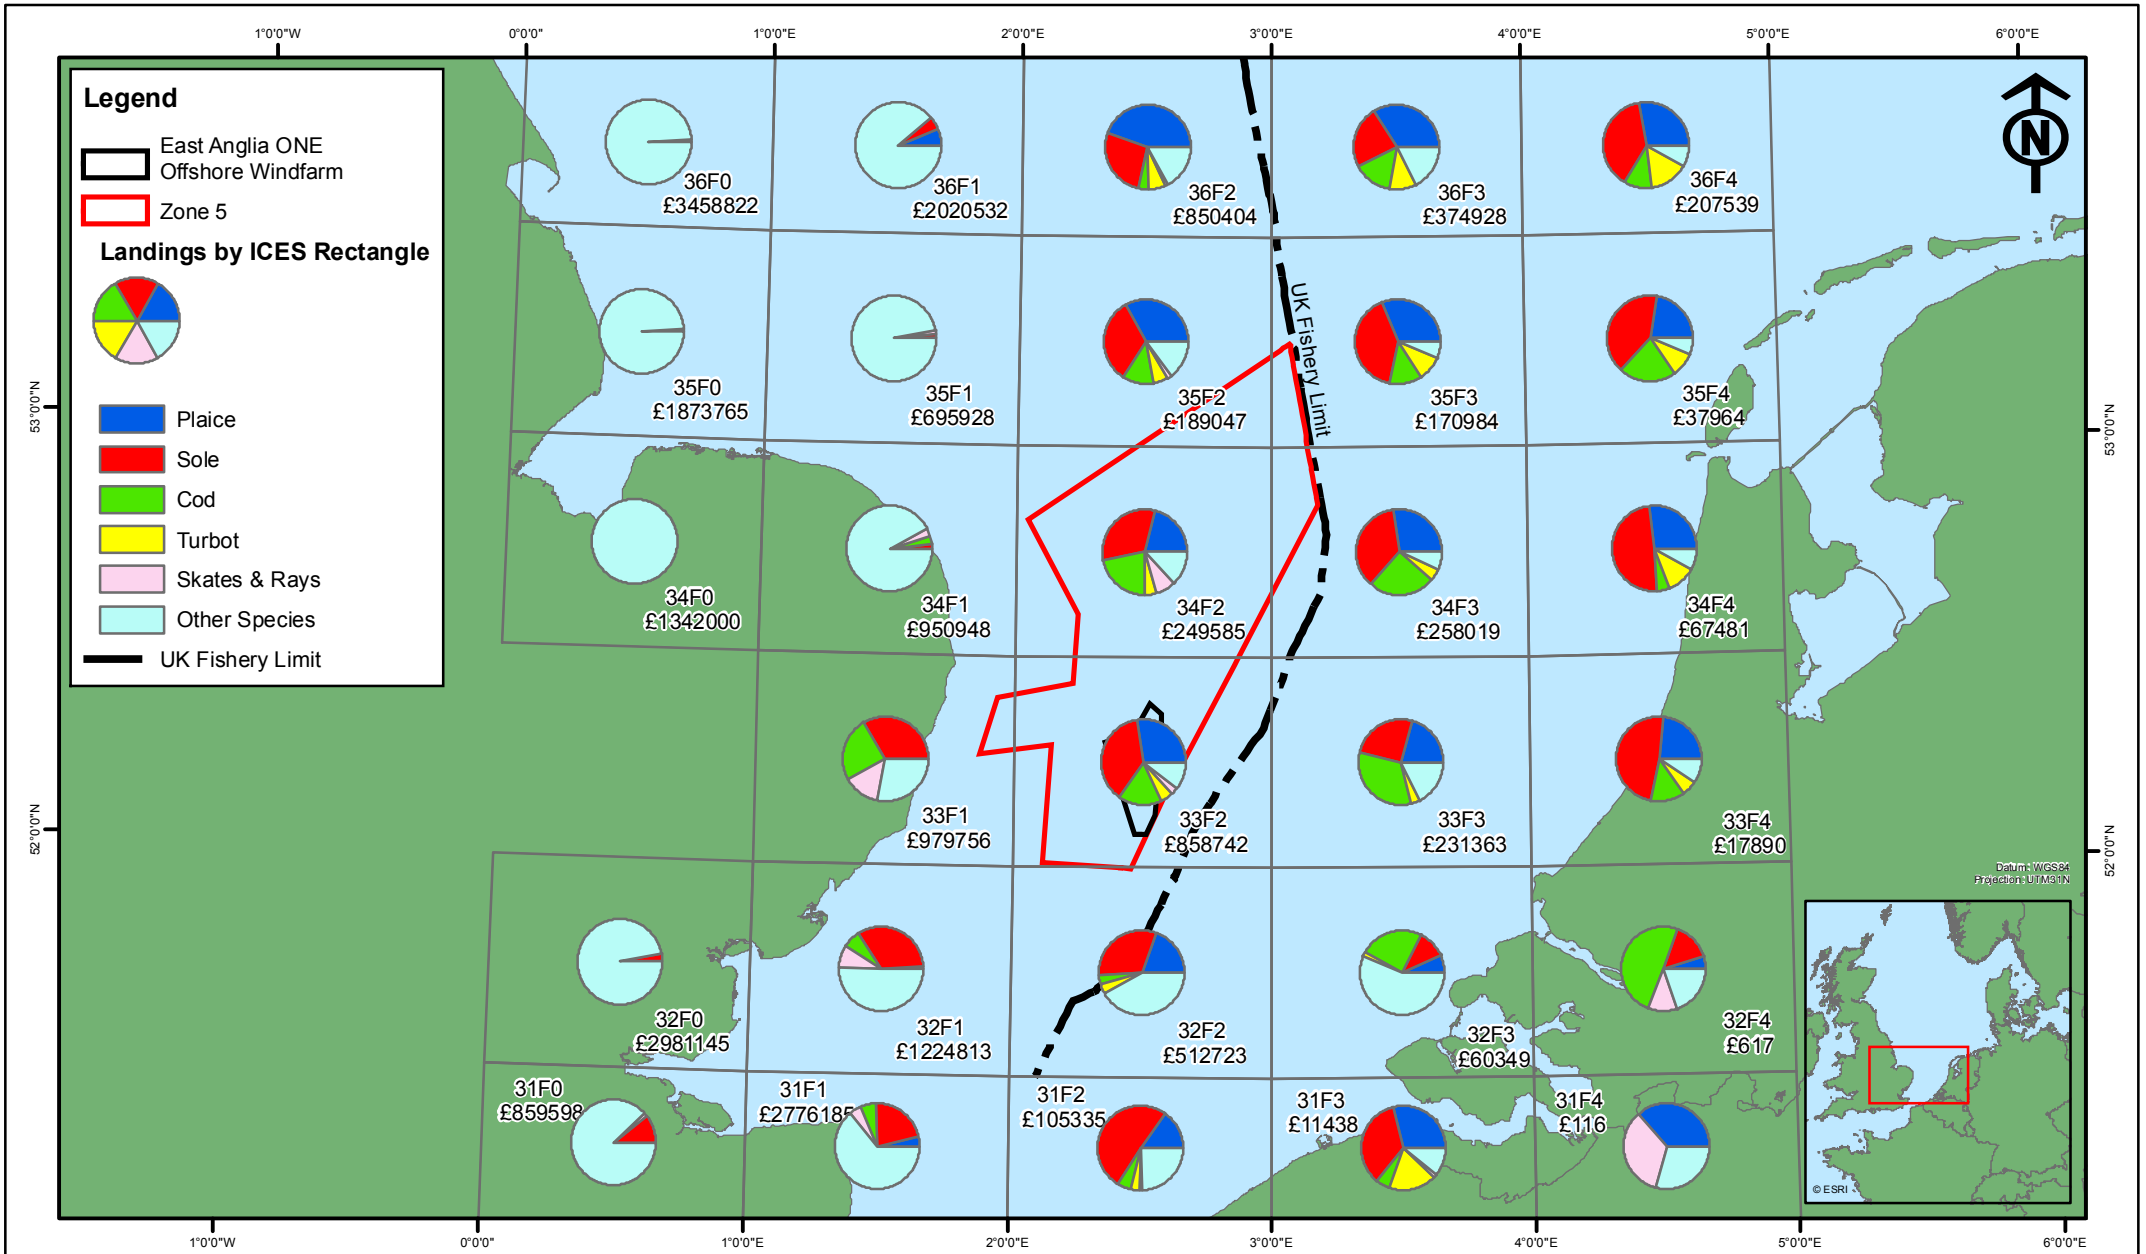 1°0'0"W
0°0'0"
1°0'0"E
2°0'0"E
3°0'0"E
4°0'0"E
5°0'0"E
6°0'0"E
Legend
East Anglia ONE
Offshore Windfarm
Zone 5
Landings by ICES Rectangle
Plaice
Sole
Cod
Turbot
Skates & Rays
Other Species
UK Fishery Limit
N
36F0
£3458822
36F1
£2020532
36F2
£850404
36F3
£374928
36F4
£207539
UK Fishery Limit
35F0
£1873765
35F1
£695928
35F2
£189047
35F3
£170984
35F4
£37964
53°0'0"N
53°0'0"N
34F0
£1342000
34F1
£950948
34F2
£249585
34F3
£258019
34F4
£67481
33F1
£979756
33F2
£858742
33F3
£231363
33F4
£17890
52°0'0"N
52°0'0"N
Datum: WGS84
Projection: UTM31N
32F0
£2981145
32F1
£1224813
32F2
£512723
32F3
£60349
32F4
£617
31F0
£859598
31F1
£2776185
31F2
£105335
31F3
£11438
31F4
£116
© ESRI
1°0'0"W
0°0'0"
1°0'0"E
2°0'0"E
3°0'0"E
4°0'0"E
5°0'0"E
6°0'0"E